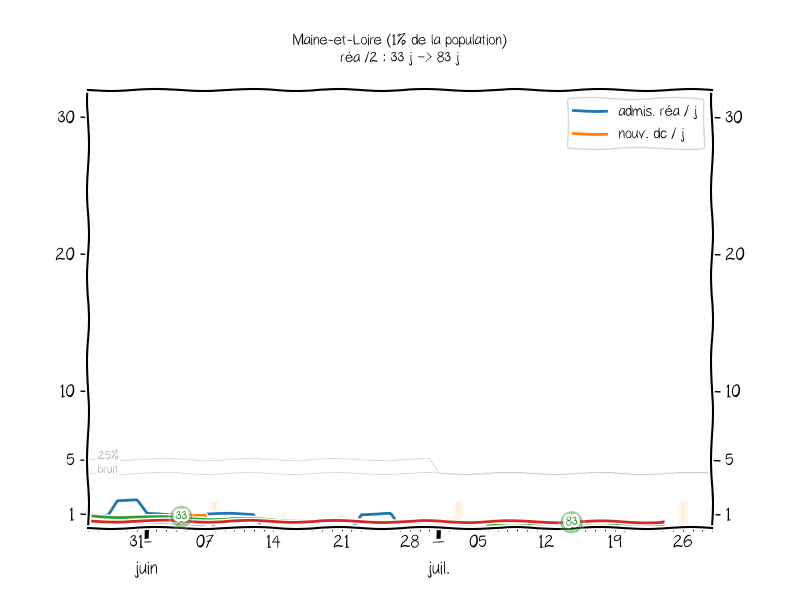 Maine-et-Loire (1% de la population)
réa /2 : 33 j -> 83 j
30
30
admis. réa / j
nouv. dc / j
20
20
10
10
25%
5
5
bruit
1
33
83
1
31 07 14 21 28 05 12 19 26
juin juil.